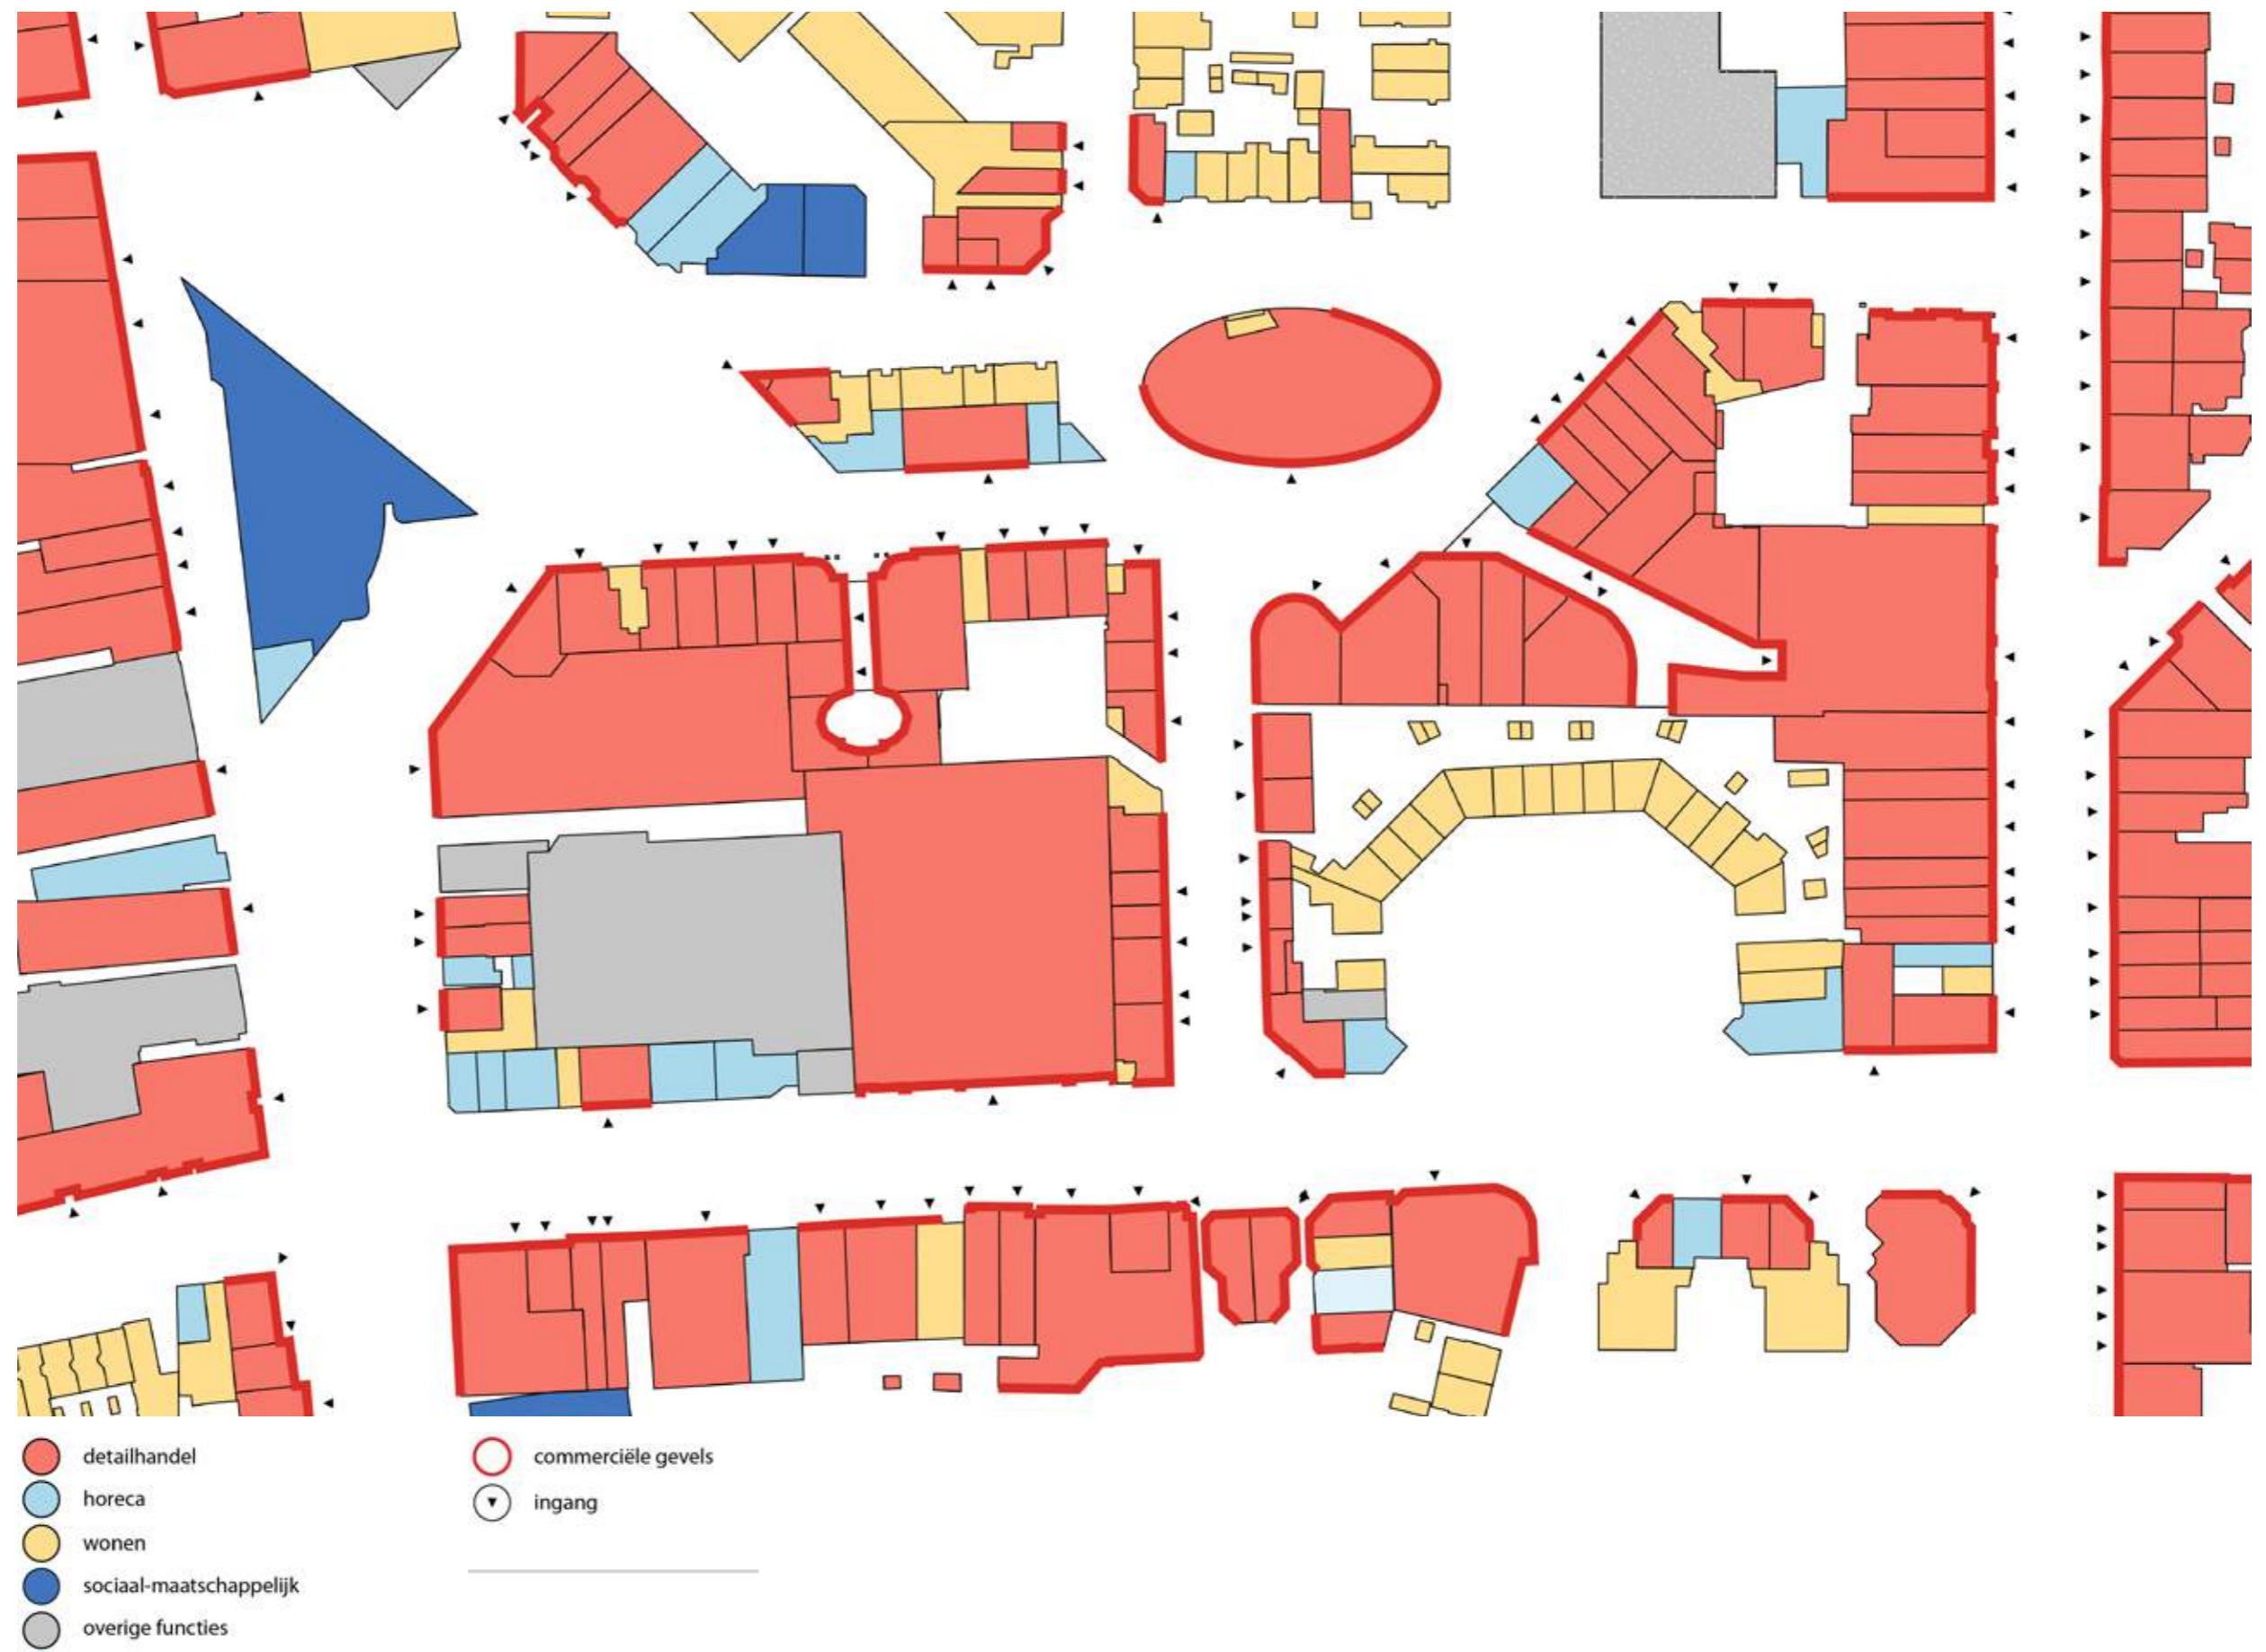 detailhandel
horeca
wonen
sociaal-maatschappelijk
overige functies
commerciële gevels
ingang